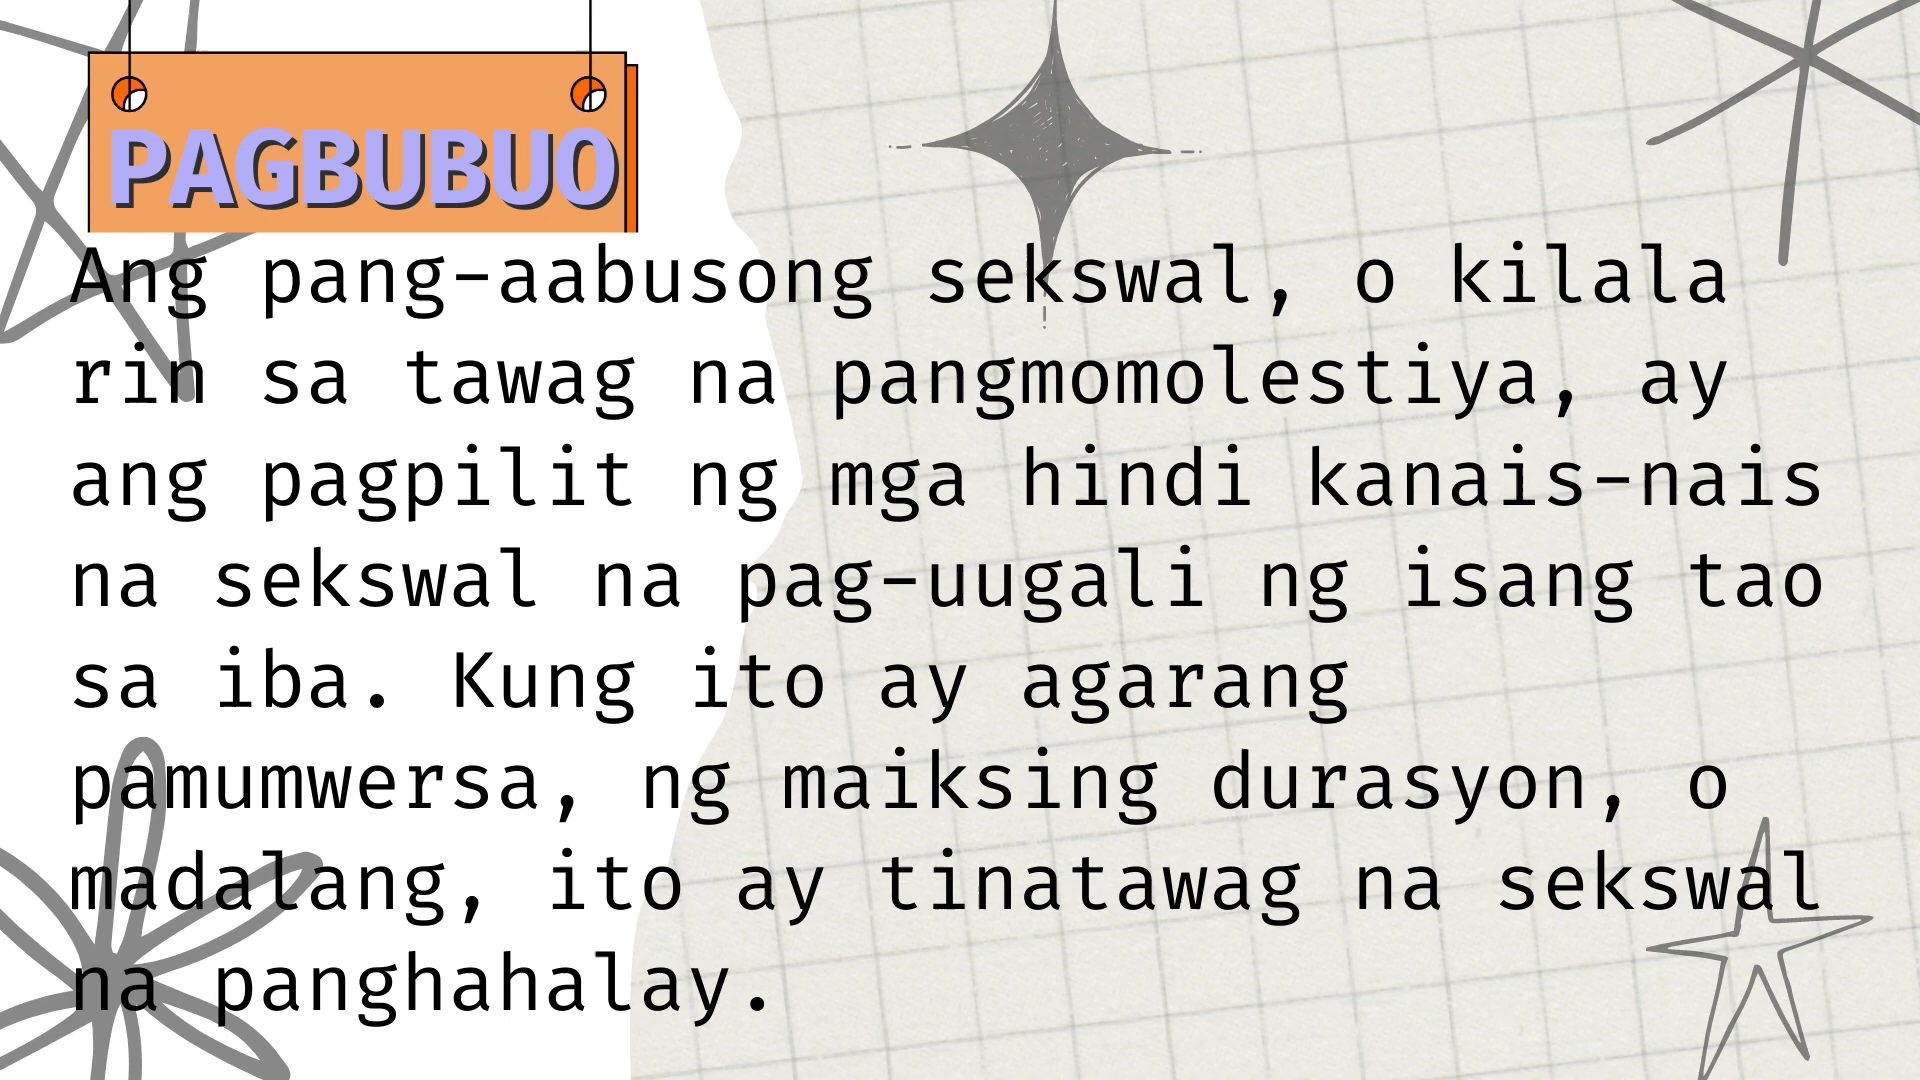 PAGBUBUO
Ang pang-aabusong sekswal, o kilala
rin sa tawag na pangmomolestiya, ay
ang pagpilit ng mga hindi kanais-nais
na sekswal na pag-uugali ng isang tao
sa iba. Kung ito ay agarang
pamumwersa, ng maiksing durasyon, o
madalang, ito ay tinatawag na sekswal
na panghahalay.